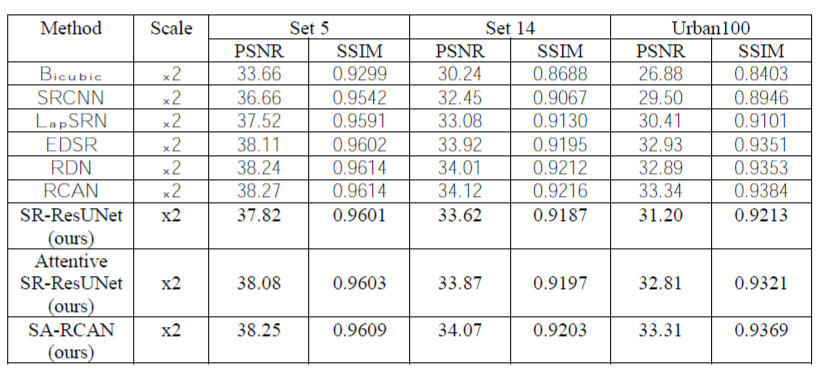 Method Scale Set 5 Set 14 Urban100
PSNR SSIM PSNR SSIM PSNR SSIM
Bicubic ×2 33.66 0.9299 30.24 0.8688 26.88 0.8403
SRCNN ×2 36.66 0.9542 32.45 0.9067 29.50 0.8946
LapSRN ×2 37.52 0.9591 33.08 0.9130 30.41 0.9101
EDSR ×2 38.11 0.9602 33.92 0.9195 32.93 0.9351
RDN ×2 38.24 0.9614 34.01 0.9212 32.89 0.9353
RCAN ×2 38.27 0.9614 34.12 0.9216 33.34 0.9384
SR-ResUNet x2 37.82 0.9601 33.62 0.9187 31.20 0.9213
(ours)
Attentive
SR-ResUNet x2 38.08 0.9603 33.87 0.9197 32.81 0.9321
(ours)
SA-RCAN x2 38.25 0.9609 34.07 0.9203 33.31 0.9369
(ours)